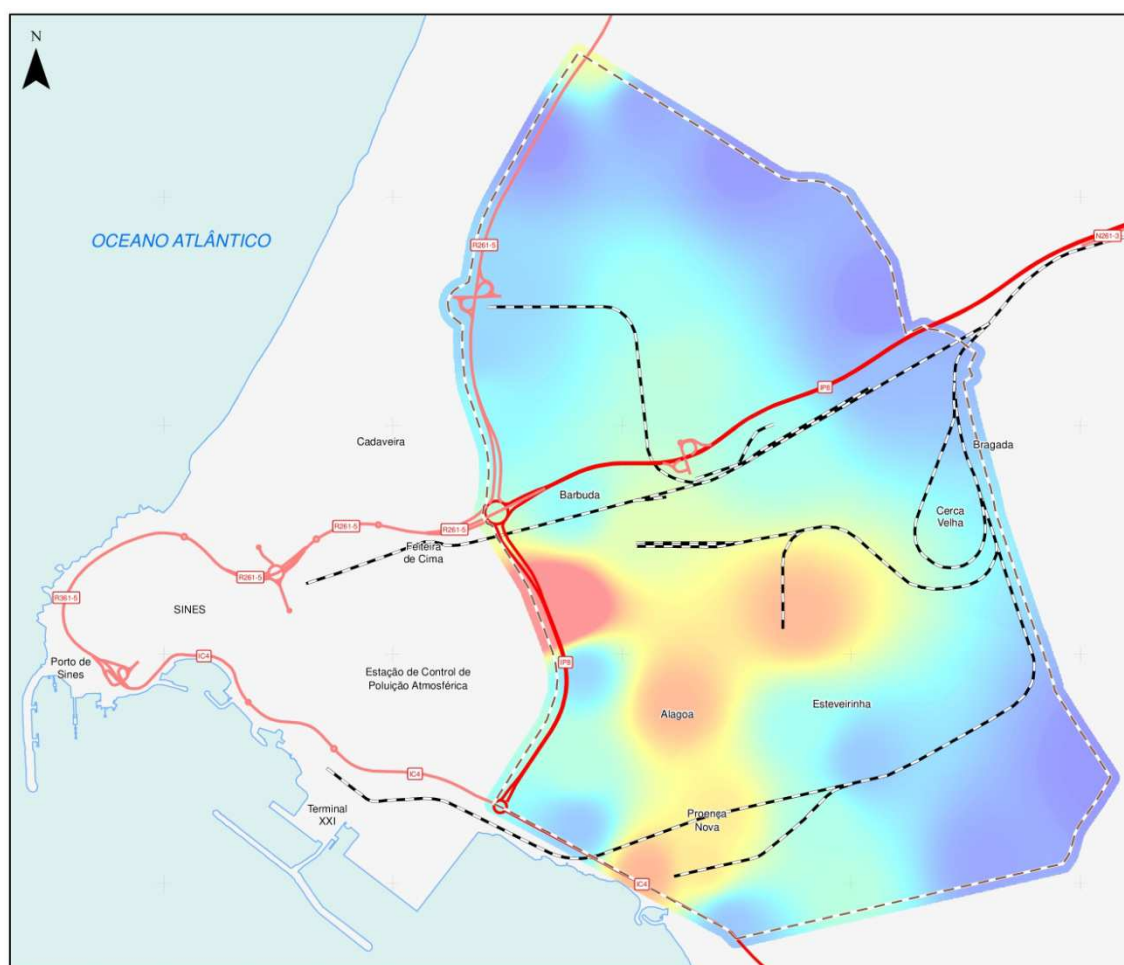 N
OCEANO ATLÂNTICO
N261-3
R261-5
IP8
Cadaveira
Bragada
Barbuda
Cerca
Velha
R261-5
R261-5
Feiteira
de Cima
R261-5
R361-5
SINES
IC4
IP8
Porto de
Sines
Estação de Control de
Poluição Atmosférica
Esteveirinha
Alagoa
IC4
Terminal
XXI
Proença
Nova
IC4